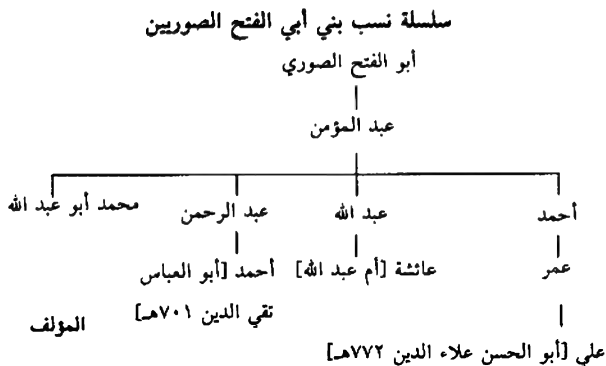 سلسلة نسب بني أبي الفتح الصوريين
أبو الفتح الصوري
عبد المؤمن
أحمد
عبد الله
عبد الرحمن
محمد أبو عبد الله
عمر
عائشة [أم عبد الله]
أحمد [أبو العباس
تقي الدين ٧٠١هـ]
المؤلف
علي [أبو الحسن علاء الدين ٧٧٢هـ]